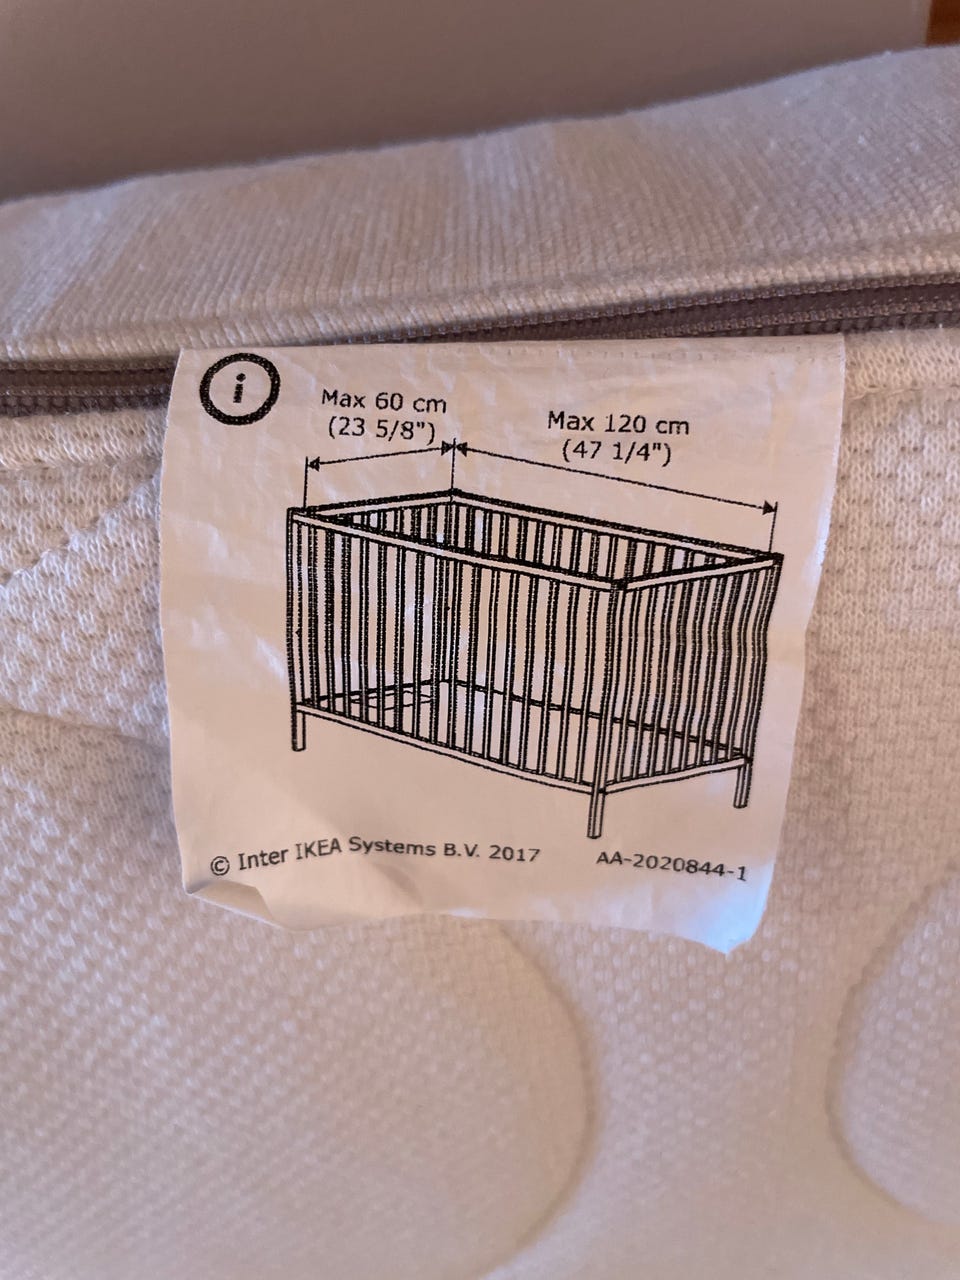 i
Max 60 cm
(23 5/8")
Max 120 cm
(47 1/4")
© Inter IKEA Systems B.V. 2017
AA-2020844-1